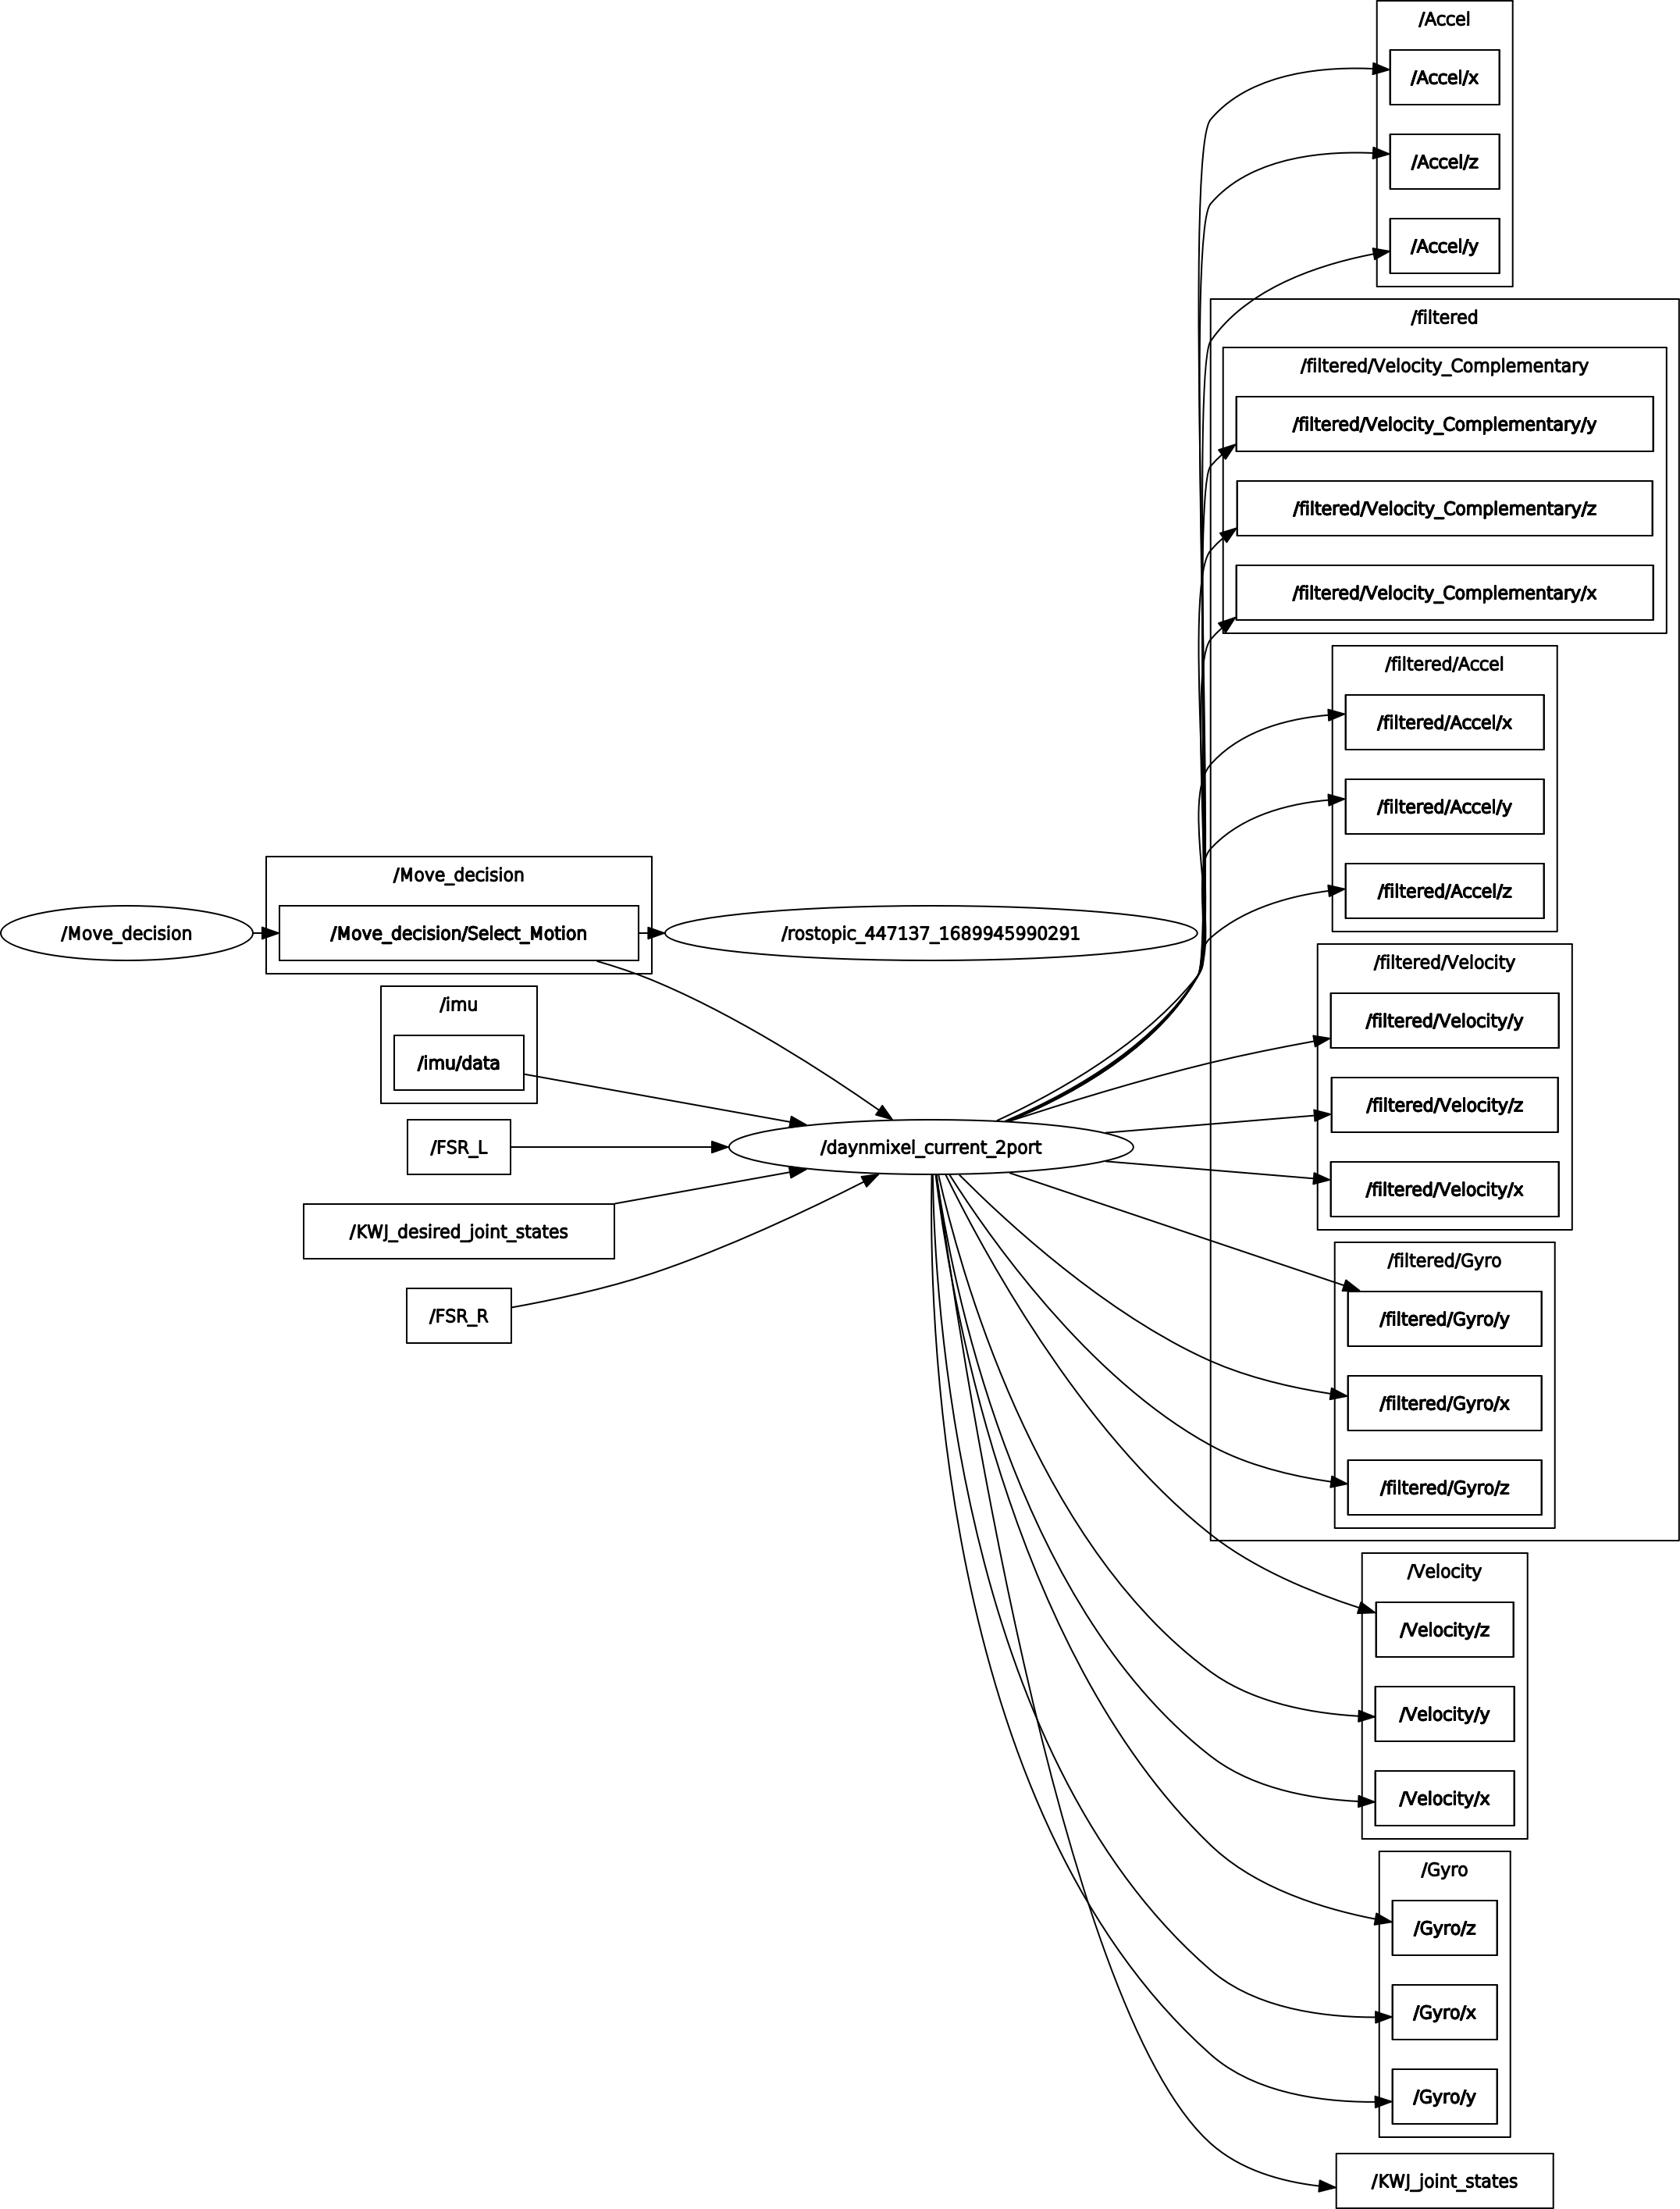 /Move_decision
/Move_decision
/Move_decision/Select_Motion
/imu
/imu/data
/FSR_L
/KWJ_desired_joint_states
/FSR_R
/rostopic_447137_1689945990291
/daynmixel_current_2port
/Accel
/Accel/x
/Accel/z
/Accel/y
/filtered
/filtered/Velocity_Complementary
/filtered/Velocity_Complementary/y
/filtered/Velocity_Complementary/z
/filtered/Velocity_Complementary/x
/filtered/Accel
/filtered/Accel/x
/filtered/Accel/y
/filtered/Accel/z
/filtered/Velocity
/filtered/Velocity/y
/filtered/Velocity/z
/filtered/Velocity/x
/filtered/Gyro
/filtered/Gyro/y
/filtered/Gyro/x
/filtered/Gyro/z
/Velocity
/Velocity/z
/Velocity/y
/Velocity/x
/Gyro
/Gyro/z
/Gyro/x
/Gyro/y
/KWJ_joint_states